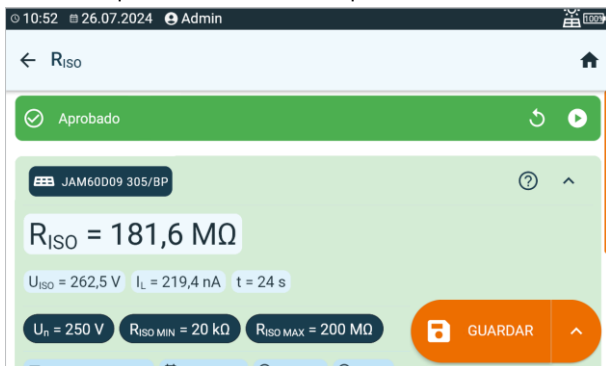 10:52 26.07.2024 Admin 100%
RISO
Aprobado
JAM60D09 305/BP
RISO = 181,6 MΩ
UISO = 262,5 V IL = 219,4 nA t = 24 s
Un = 250 V RISO MIN = 20 kΩ RISO MAX = 200 MΩ GUARDAR